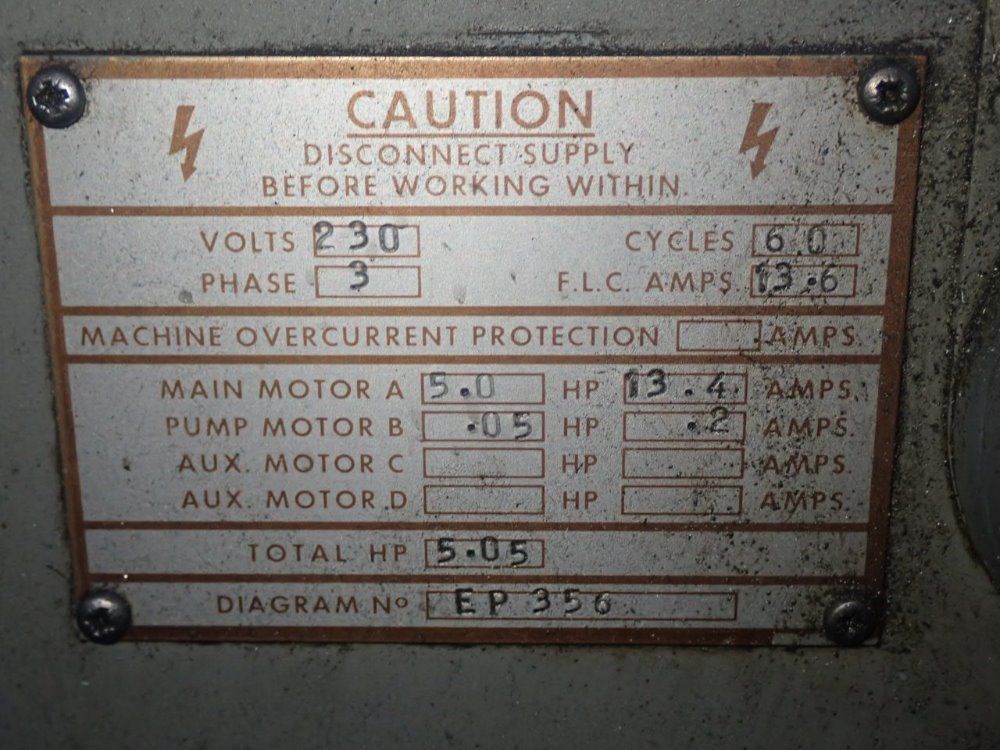 CAUTION
DISCONNECT SUPPLY
BEFORE WORKING WITHIN.
VOLTS 230 CYCLES 60
PHASE 3 F.L.C. AMPS. 13.6
MACHINE OVERCURRENT PROTECTION AMPS.
MAIN MOTOR A 5.0 HP 13.4 AMPS.
PUMP MOTOR B .05 HP .2 AMPS.
AUX. MOTOR C HP AMPS.
AUX. MOTOR D HP AMPS.
TOTAL HP 5.05
DIAGRAM Nº EP 356